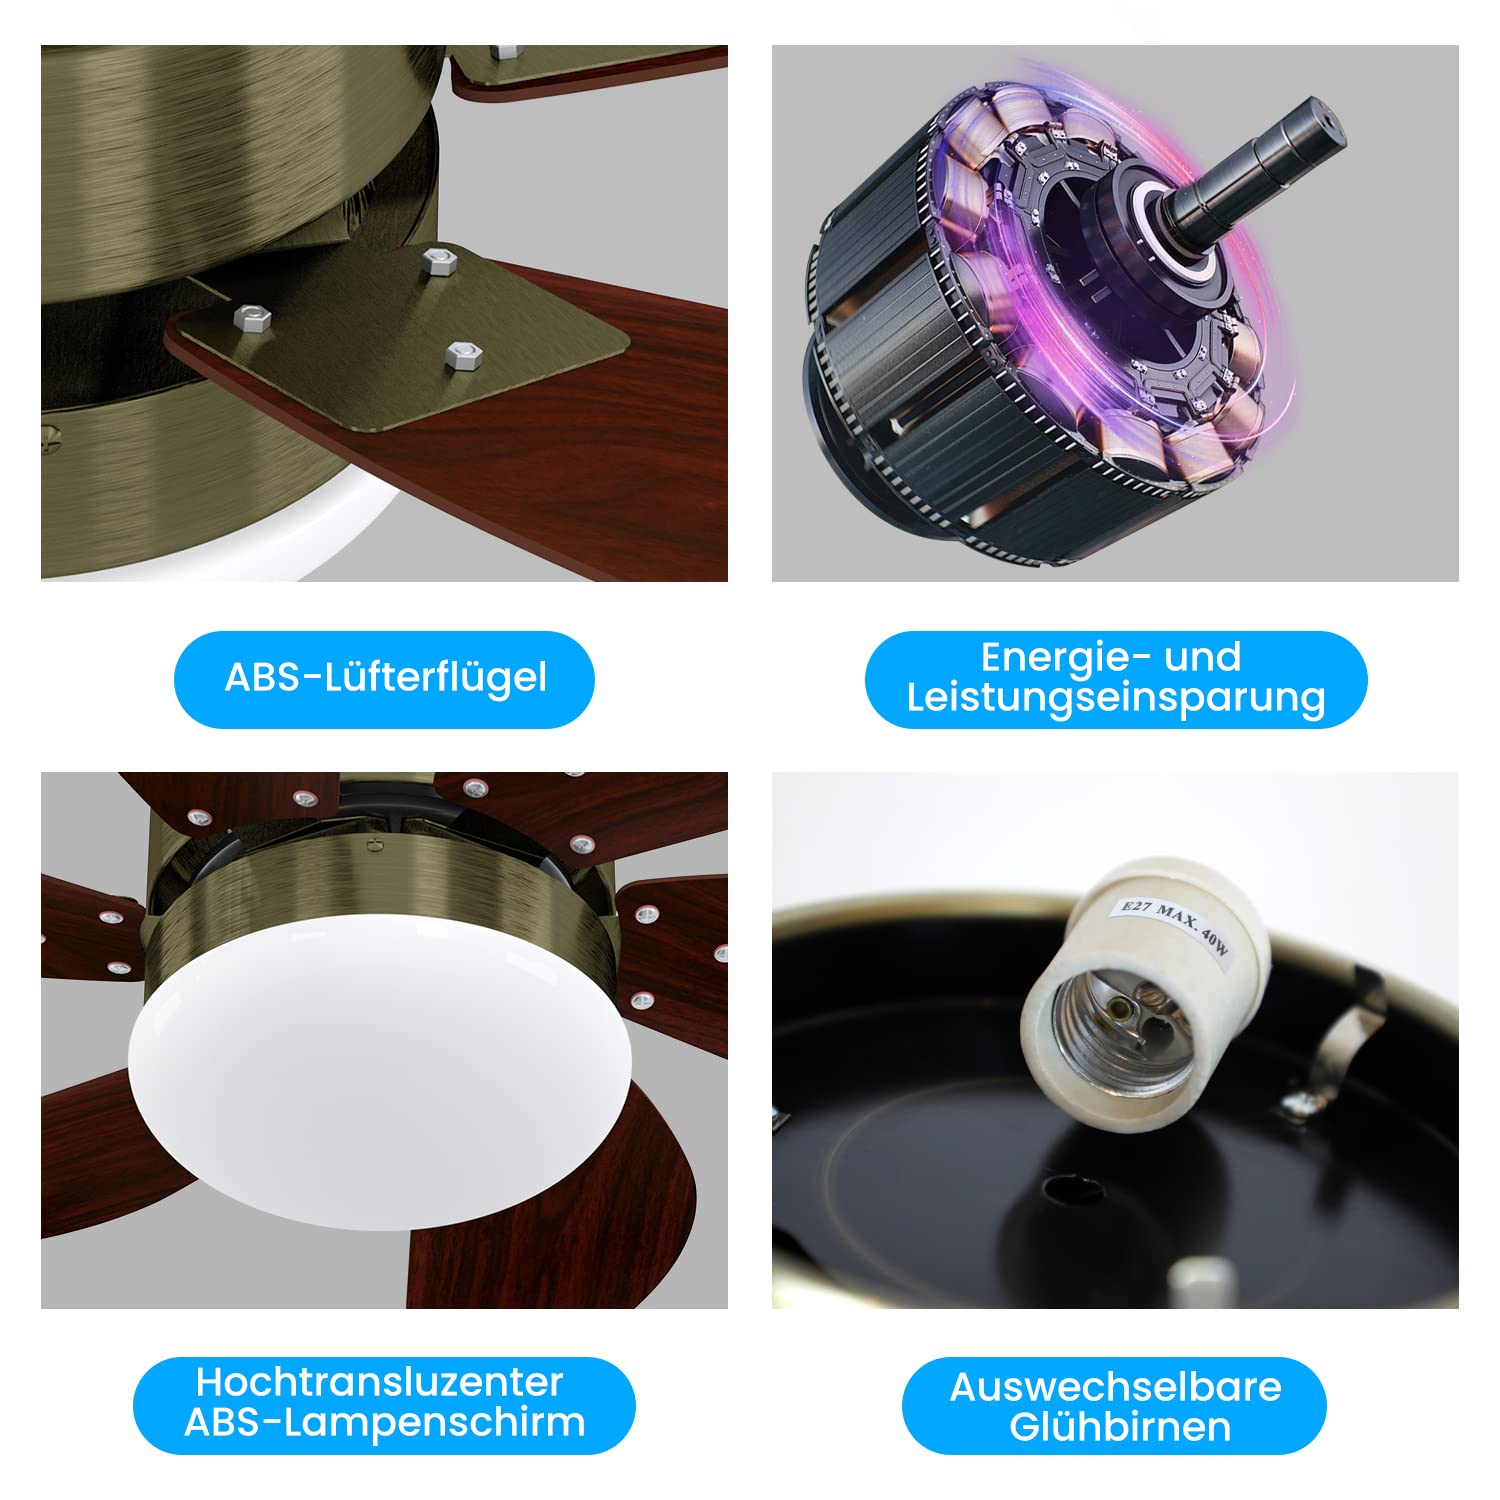 ABS-Lüfterflügel
Energie- und
Leistungseinsparung
E27 MAX. 40W
Hochtransluzenter
ABS-Lampenschirm
Auswechselbare
Glühbirnen